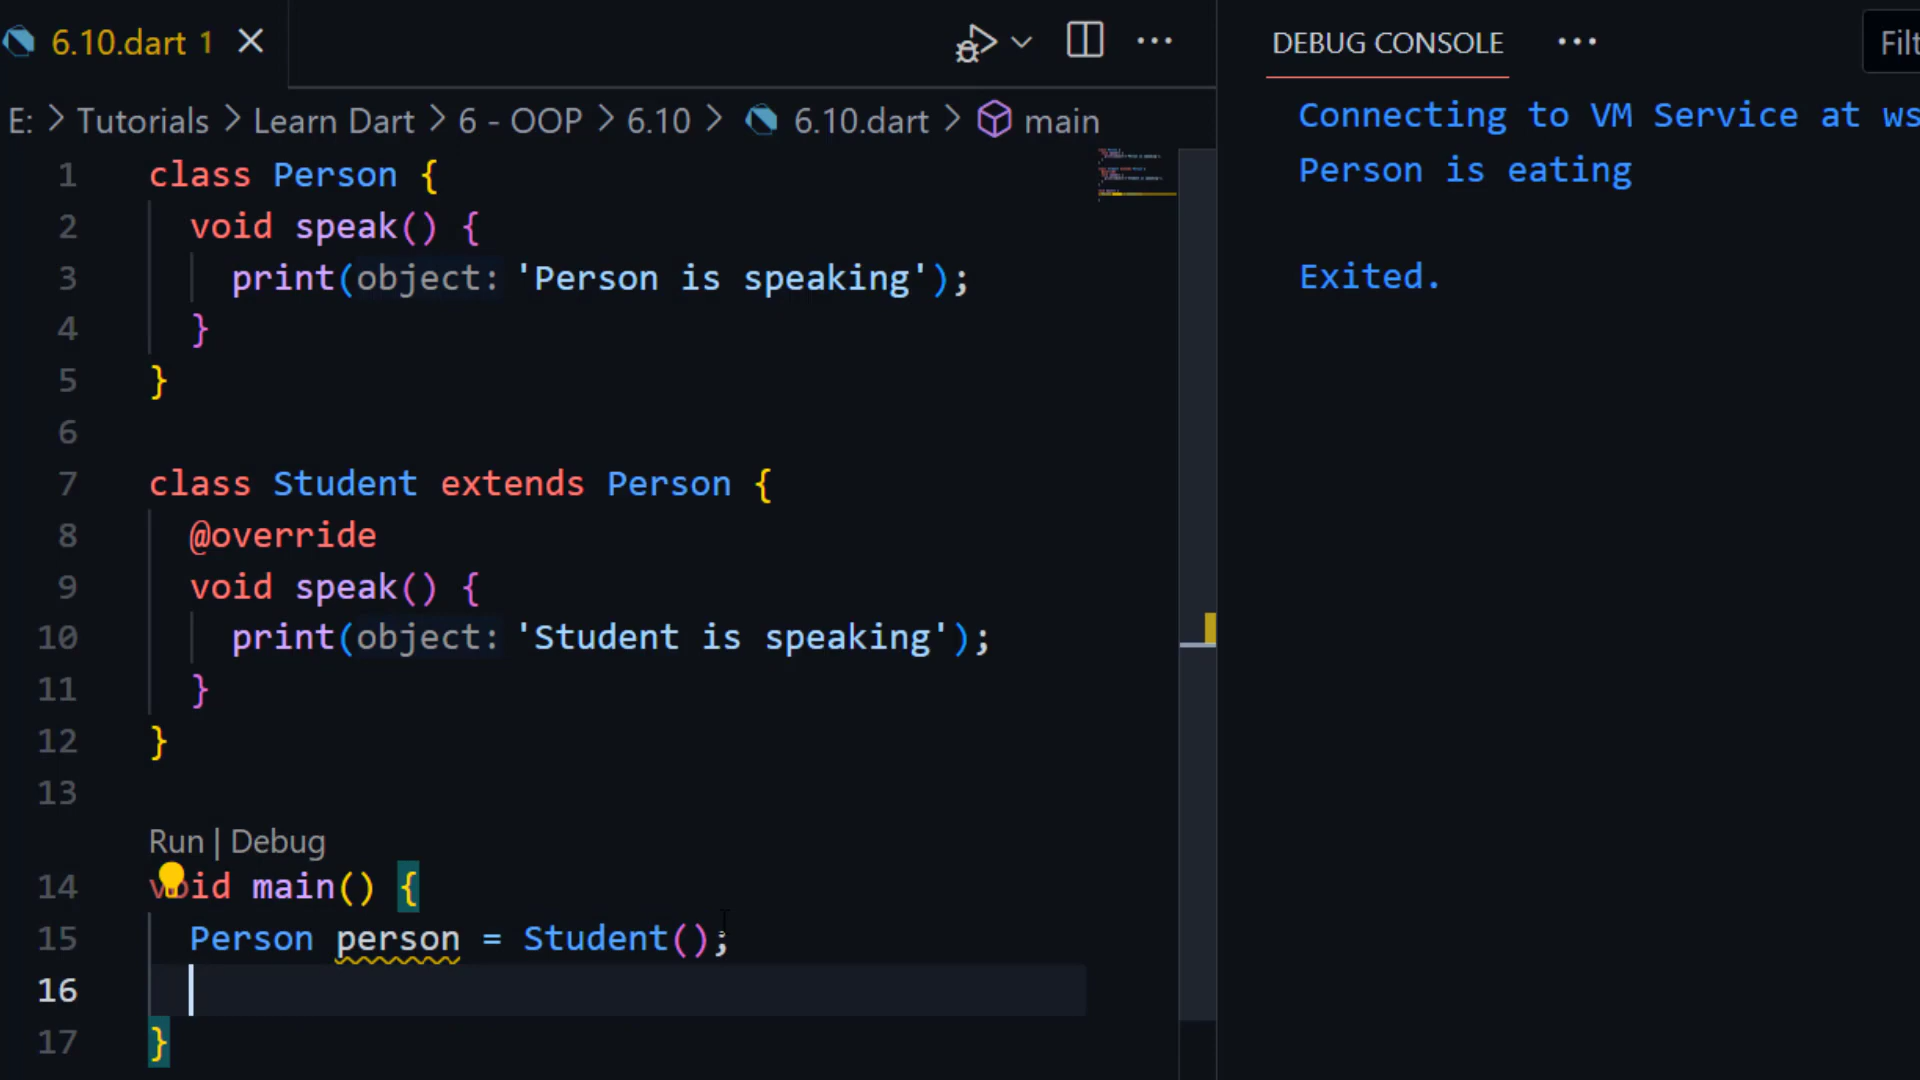 6.10.dart 1
E: > Tutorials > Learn Dart > 6 - OOP > 6.10 > 6.10.dart > main
1 class Person {
2 void speak() {
3 print(object: 'Person is speaking');
4 }
5 }
6
7 class Student extends Person {
8 @override
9 void speak() {
10 print(object: 'Student is speaking');
11 }
12 }
13
Run | Debug
14 void main() {
15 Person person = Student();
16
17 }
DEBUG CONSOLE
Filt
Connecting to VM Service at ws
Person is eating
Exited.